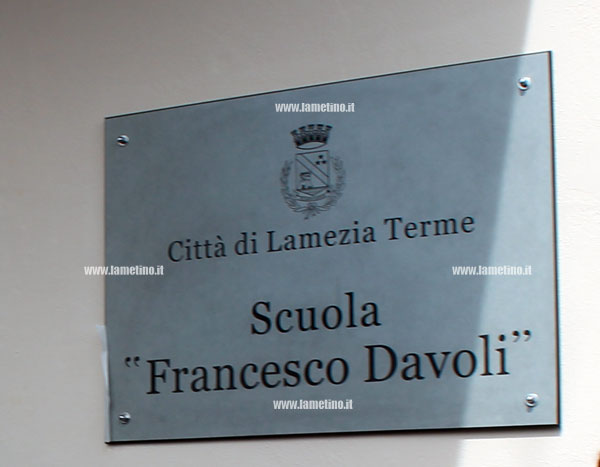 www.lametino.it
Città di Lamezia Terme
www.lametino.it www.lametino.it
Scuola
"Francesco Davoli"
www.lametino.it